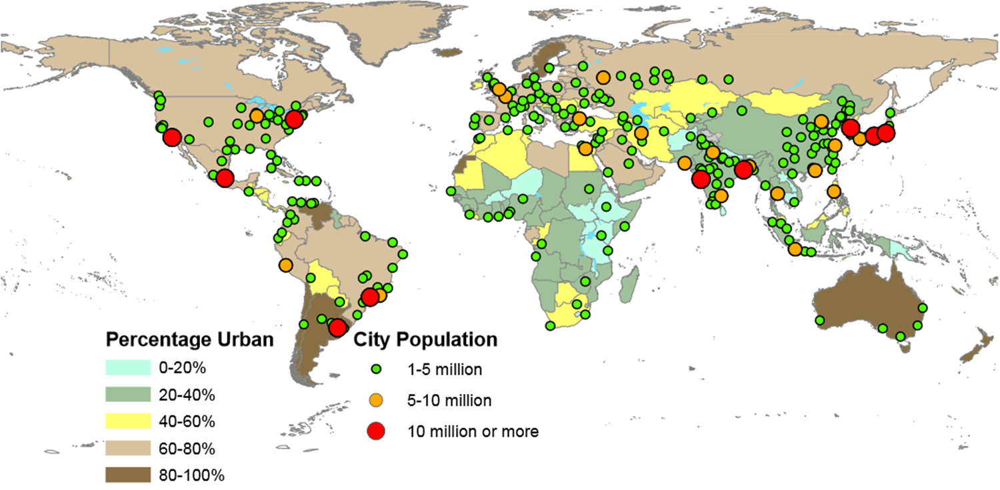 Percentage Urban
0-20%
20-40%
40-60%
60-80%
80-100%
City Population
1-5 million
5-10 million
10 million or more